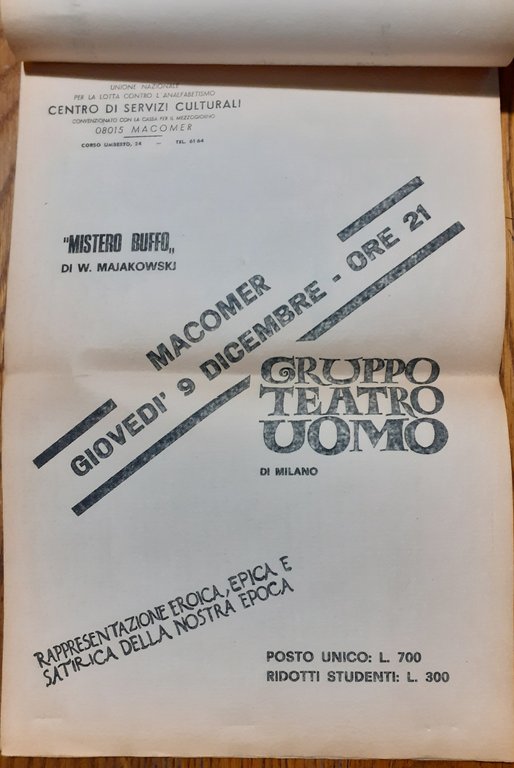 UNIONE NAZIONALE
PER LA LOTTA CONTRO L'ANALFABETISMO
CENTRO DI SERVIZI CULTURALI
CONVENZIONATO CON LA CASSA PER IL MEZZOGIORNO
08015 MACOMER
CORSO UMBERTO, 24 — TEL. 61 64
"MISTERO BUFFO„
DI W. MAJAKOWSKJ
MACOMER
GIOVEDI' 9 DICEMBRE - ORE 21
GRUPPO
TEATRO
UOMO
DI MILANO
RAPPRESENTAZIONE EROICA, EPICA E
SATIRICA DELLA NOSTRA EPOCA
POSTO UNICO: L. 700
RIDOTTI STUDENTI: L. 300